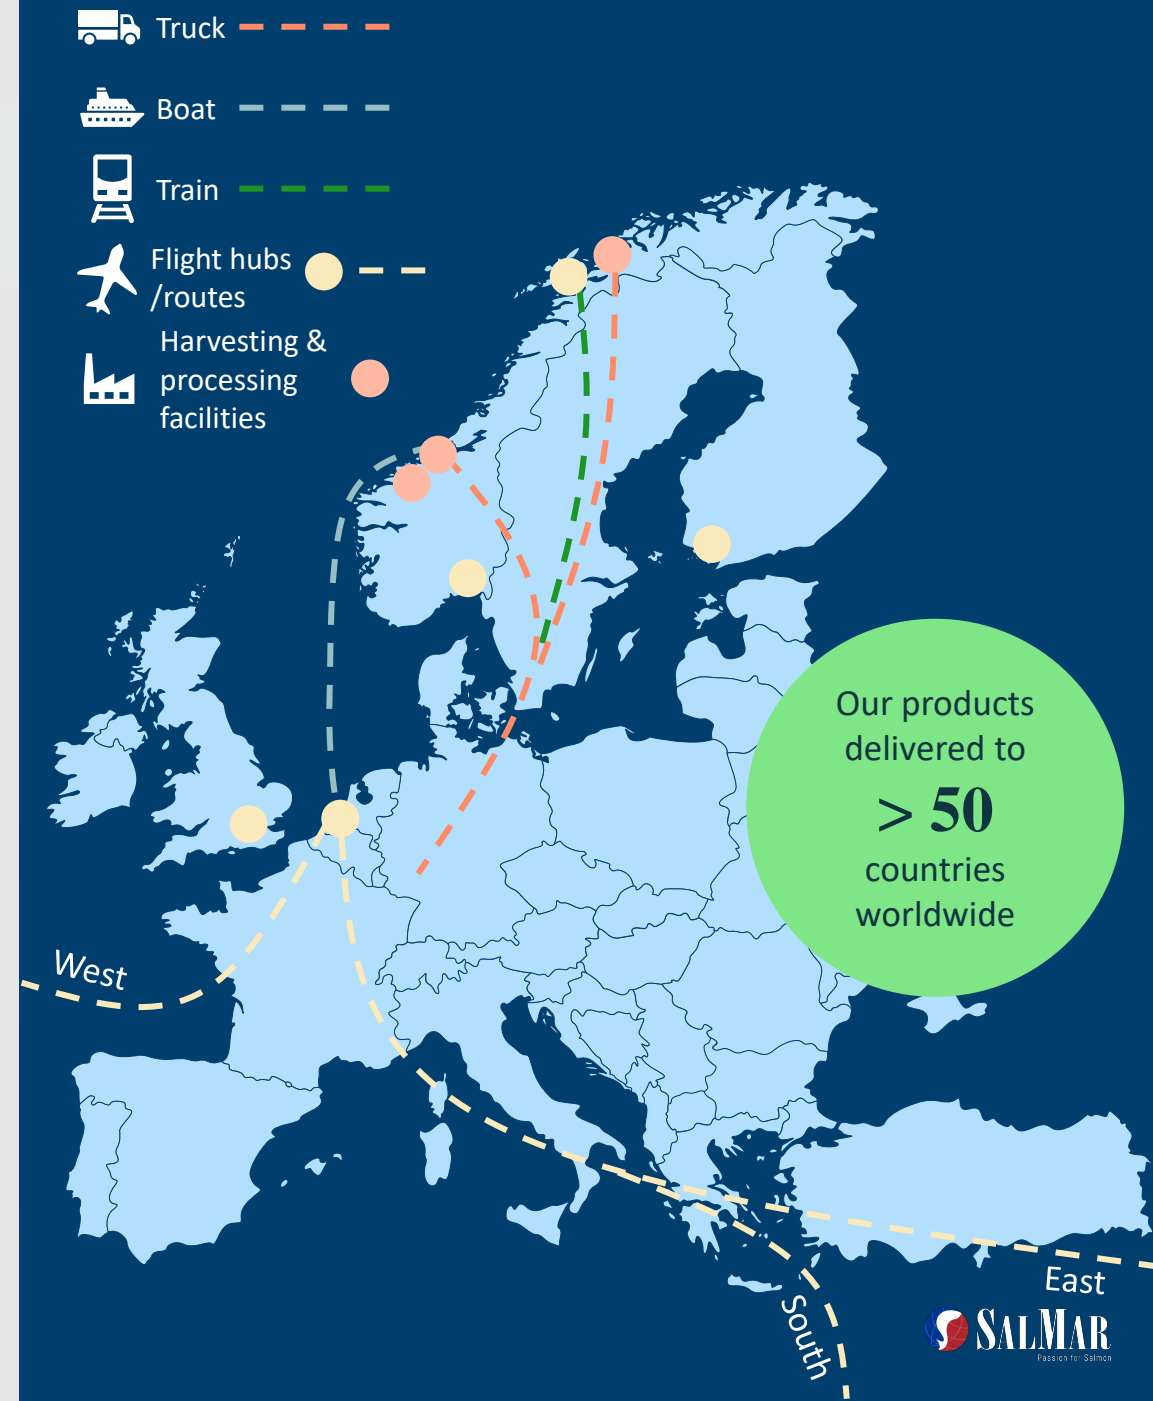 Truck
Boat
Train
Flight hubs
/routes
Harvesting &
processing
facilities
Our products
delivered to
> 50
countries
worldwide
West
East
South
SALMAR
Passion for Salmon